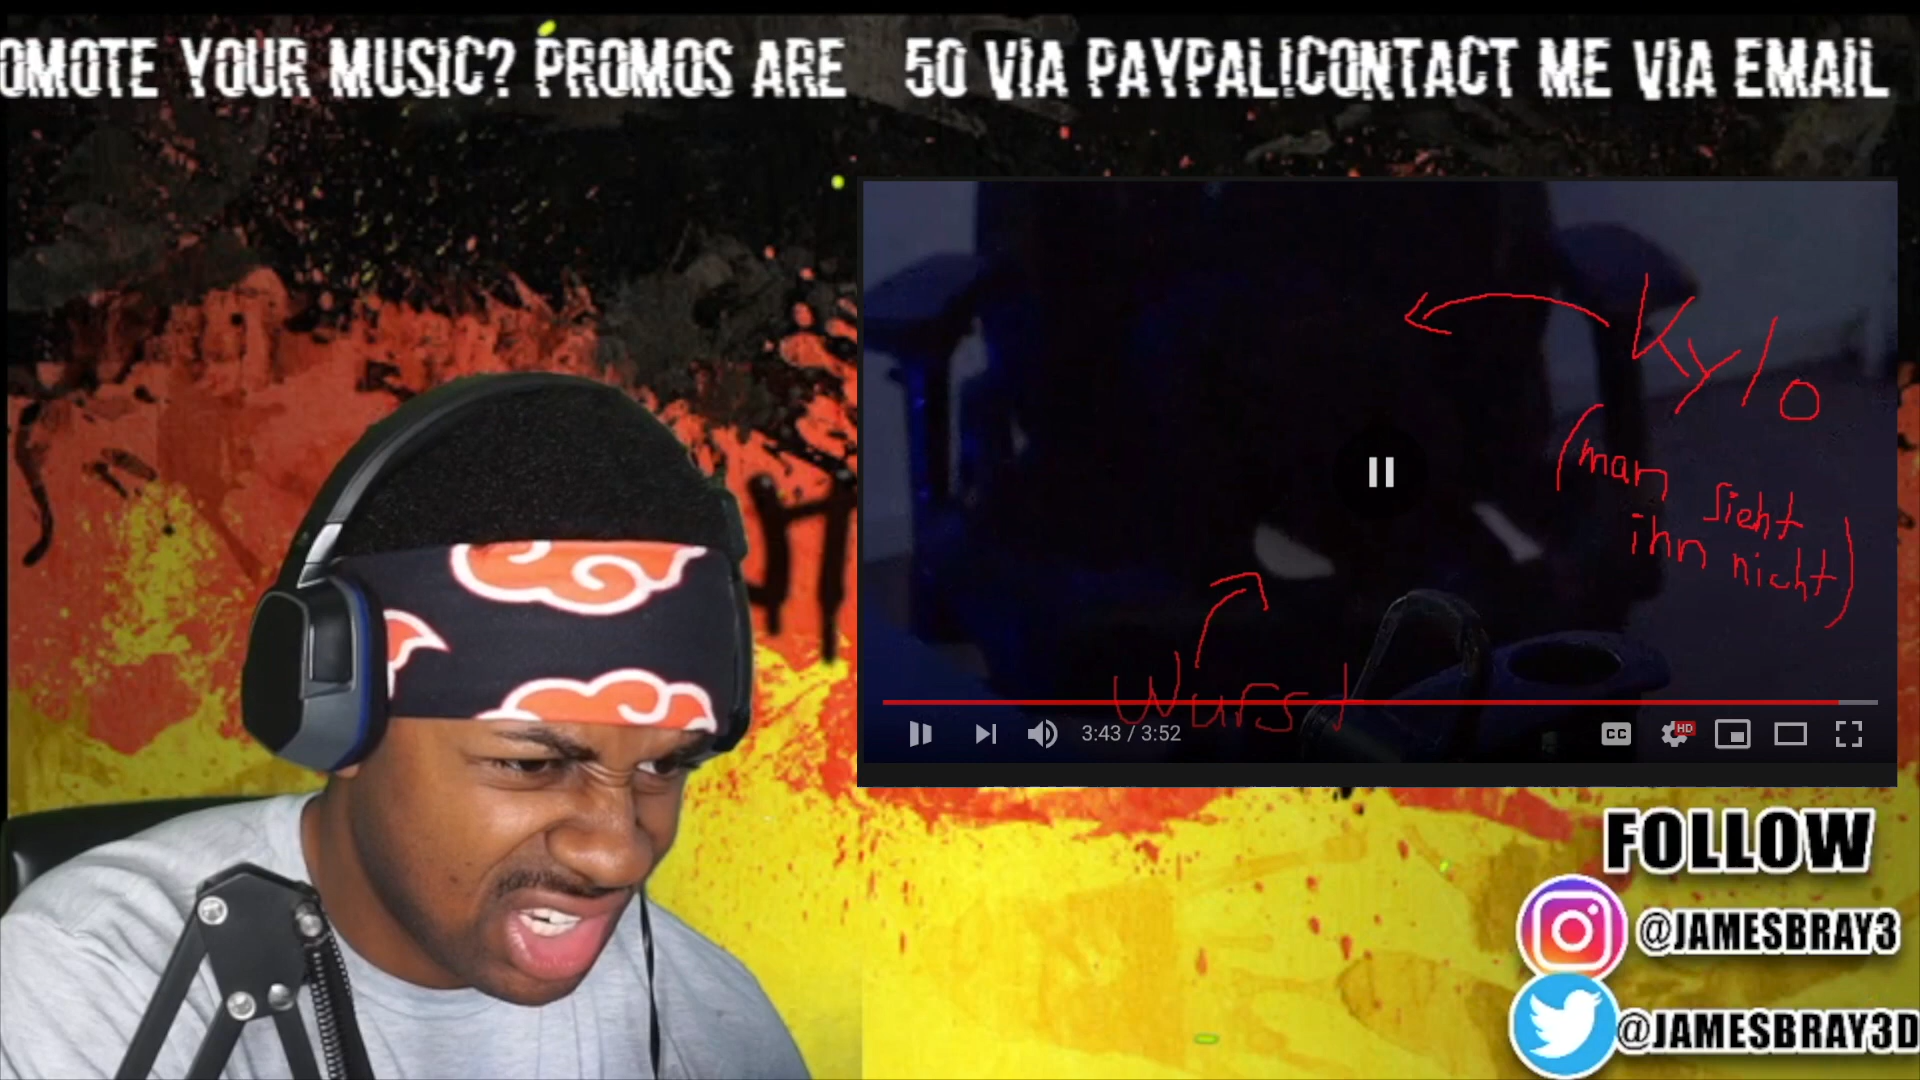 OMOTE YOUR MUSIC? PROMOS ARE 50 VIA PAYPAL!CONTACT ME VIA EMAIL
Kylo
(man sieht
ihn nicht)
Wurst
3:43 / 3:52
CC
HD
FOLLOW
@JAMESBRAY3
@JAMESBRAY3D